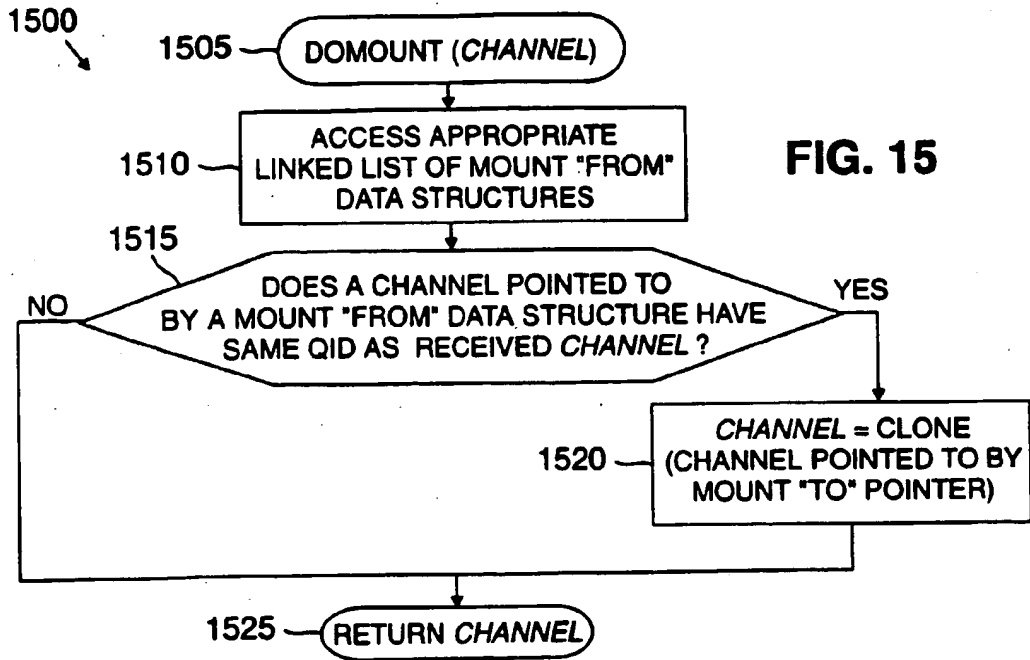 1500
1505
DOMOUNT (CHANNEL)
1510
ACCESS APPROPRIATE
LINKED LIST OF MOUNT "FROM"
DATA STRUCTURES
FIG. 15
1515
NO
DOES A CHANNEL POINTED TO
BY A MOUNT "FROM" DATA STRUCTURE HAVE
SAME QID AS RECEIVED CHANNEL ?
YES
1520
CHANNEL = CLONE
(CHANNEL POINTED TO BY
MOUNT "TO" POINTER)
1525
RETURN CHANNEL